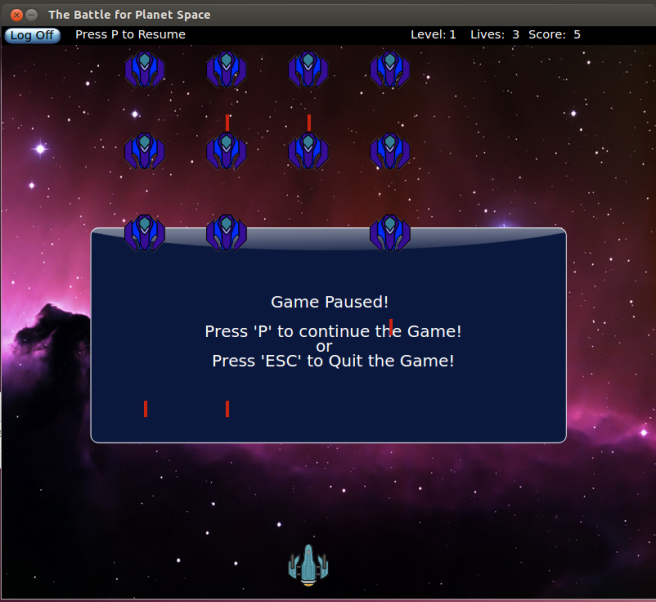 The Battle for Planet Space
Log Off Press P to Resume Level: 1 Lives: 3 Score: 5
Game Paused!
Press 'P' to continue the Game!
or
Press 'ESC' to Quit the Game!